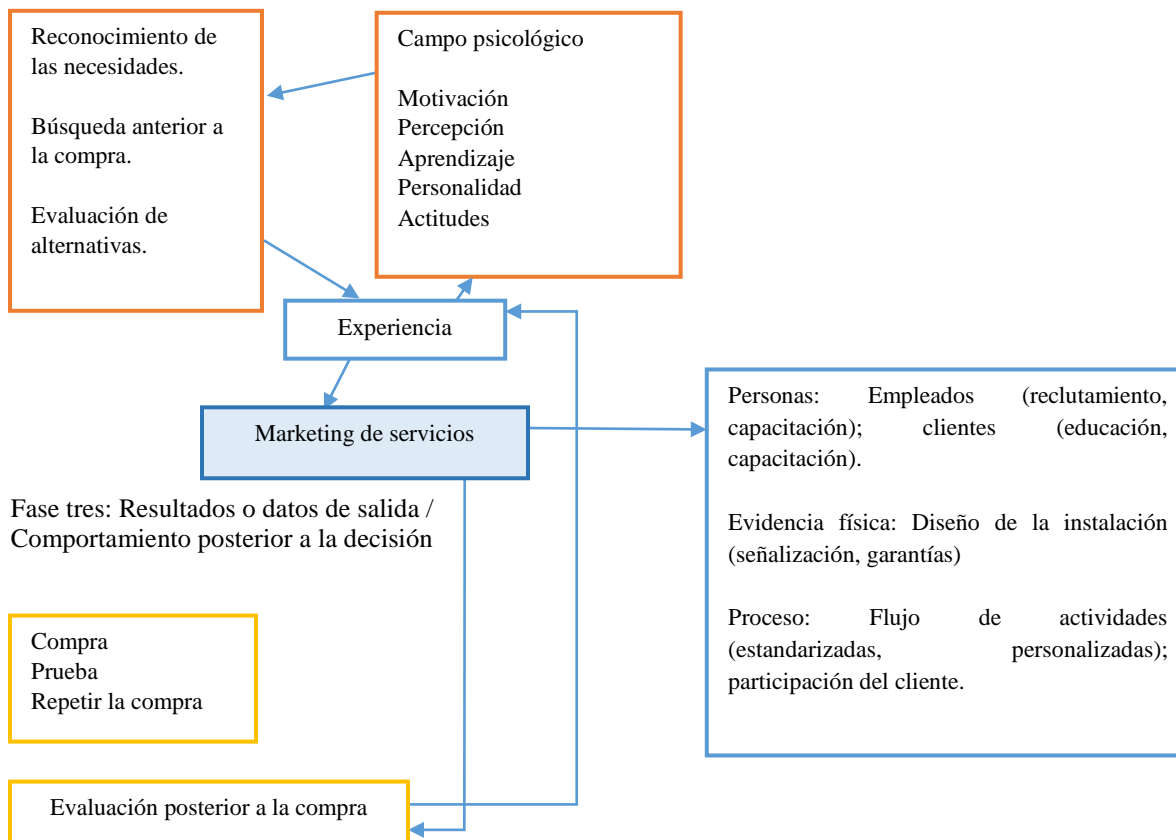 Reconocimiento de
las necesidades.
Búsqueda anterior a
la compra.
Evaluación de
alternativas.
Campo psicológico
Motivación
Percepción
Aprendizaje
Personalidad
Actitudes
Experiencia
Marketing de servicios
Personas: Empleados (reclutamiento,
capacitación); clientes (educación,
capacitación).
Evidencia física: Diseño de la instalación
(señalización, garantías)
Proceso: Flujo de actividades
(estandarizadas, personalizadas);
participación del cliente.
Fase tres: Resultados o datos de salida /
Comportamiento posterior a la decisión
Compra
Prueba
Repetir la compra
Evaluación posterior a la compra